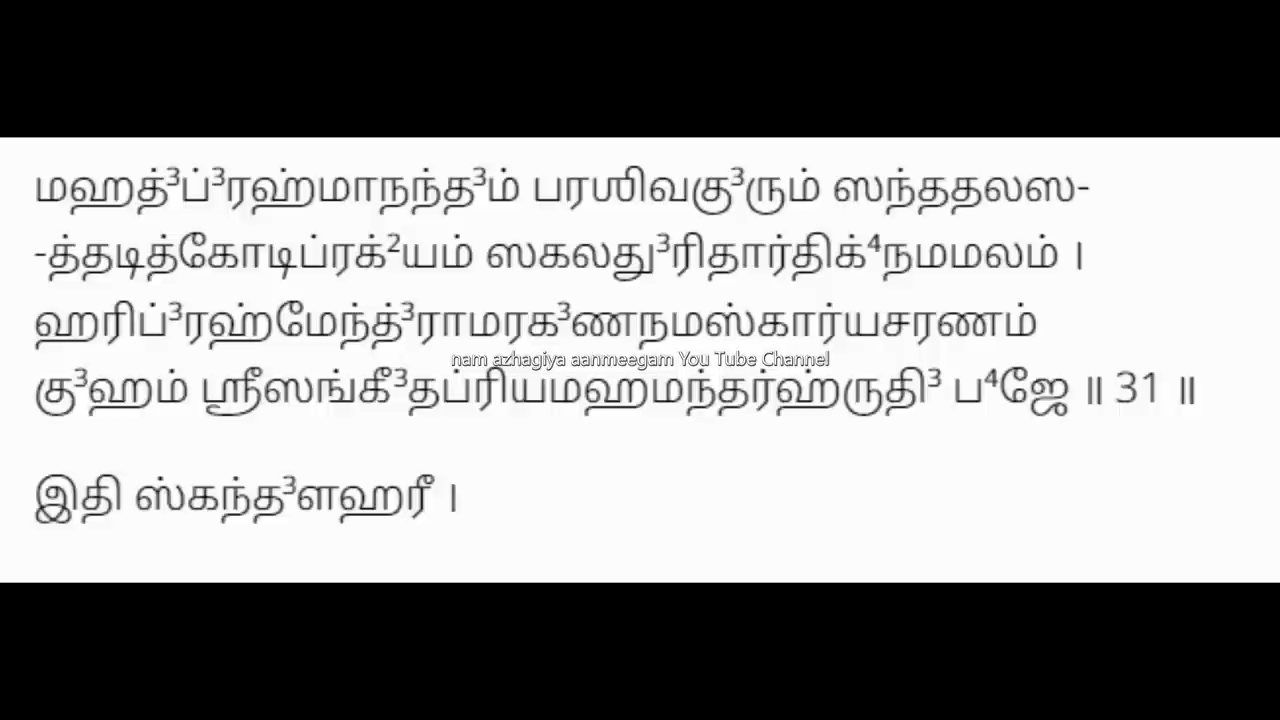 மஹத்³ப்³ரஹ்மாநந்த³ம் பரஶிவகு³ரும் ஸந்ததலஸ-
-த்தடித்கோடிப்ரக்²யம் ஸகலது³ரிதார்திக்⁴நமமலம் ।
ஹரிப்³ரஹ்மேந்த்³ராமரக³ணநமஸ்கார்யசரணம்
nam azhagiya aanmeegam You Tube Channel
கு³ஹம் ஶ்ரீஸங்கீ³தப்ரியமஹமந்தர்ஹ்ருதி³ ப⁴ஜே ॥ 31 ॥
இதி ஸ்கந்த³ளஹரீ ।